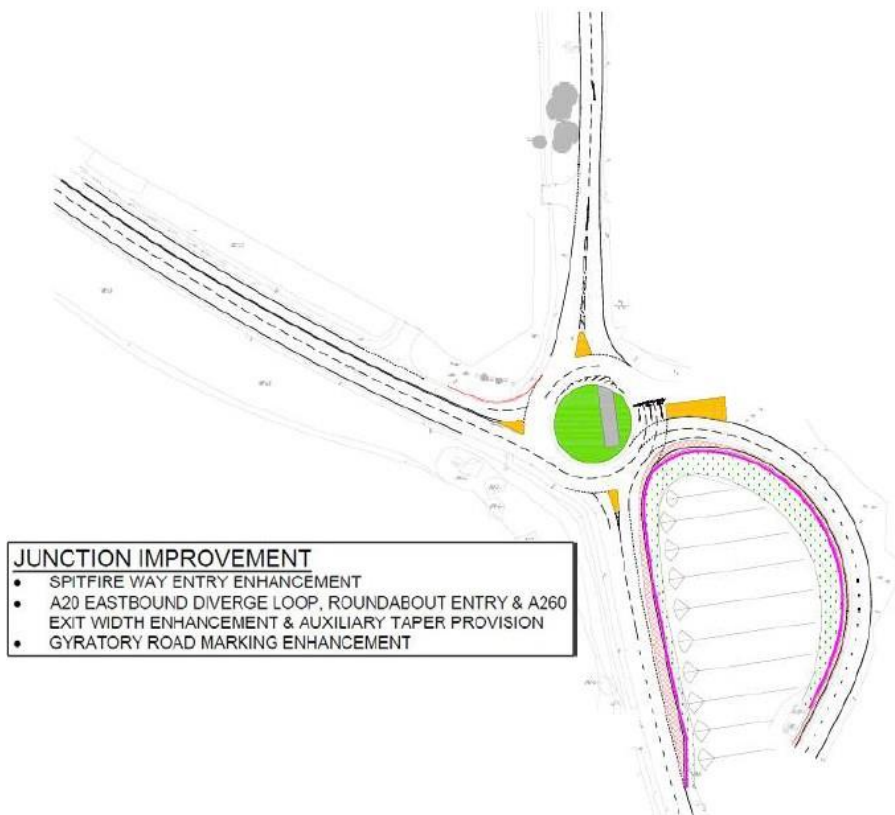 JUNCTION IMPROVEMENT
• SPITFIRE WAY ENTRY ENHANCEMENT
• A20 EASTBOUND DIVERGE LOOP, ROUNDABOUT ENTRY & A260
EXIT WIDTH ENHANCEMENT & AUXILIARY TAPER PROVISION
• GYRATORY ROAD MARKING ENHANCEMENT